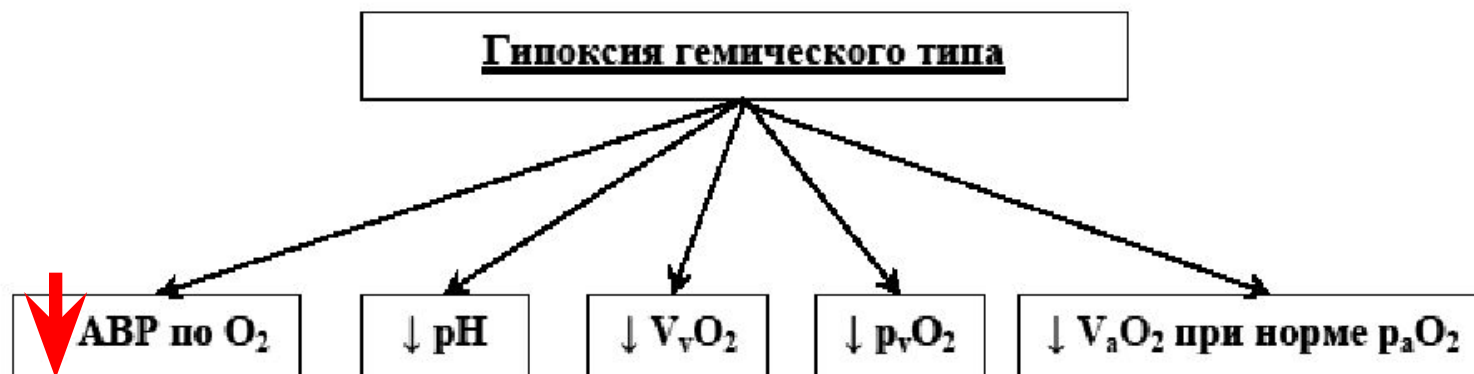 Гипоксия гемического типа
АВР по O₂
↓ pH
↓ VᵥO₂
↓ pᵥO₂
↓ VₐO₂ при норме pₐO₂